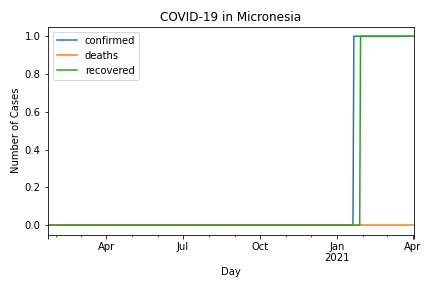 COVID-19 in Micronesia
confirmed
deaths
recovered
Number of Cases
1.0
0.8
0.6
0.4
0.2
0.0
Apr Jul Oct Jan Apr
2021
Day